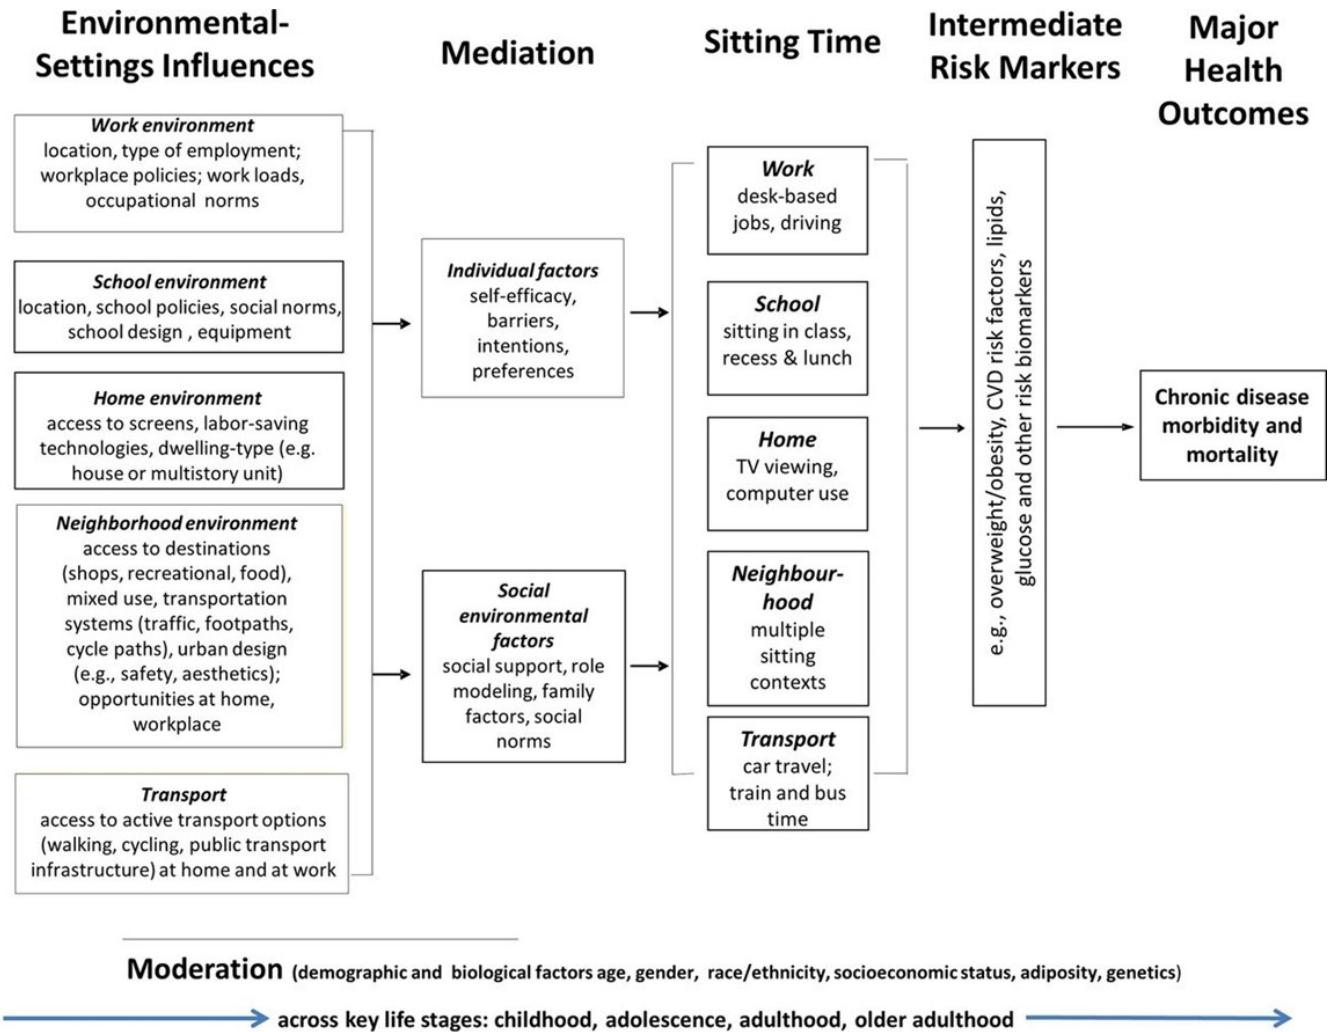 Environmental-
Settings Influences
Mediation
Sitting Time
Intermediate
Risk Markers
Major
Health
Outcomes
Work environment
location, type of employment;
workplace policies; work loads,
occupational norms
School environment
location, school policies, social norms,
school design , equipment
Home environment
access to screens, labor-saving
technologies, dwelling-type (e.g.
house or multistory unit)
Neighborhood environment
access to destinations
(shops, recreational, food),
mixed use, transportation
systems (traffic, footpaths,
cycle paths), urban design
(e.g., safety, aesthetics);
opportunities at home,
workplace
Transport
access to active transport options
(walking, cycling, public transport
infrastructure) at home and at work
Individual factors
self-efficacy,
barriers,
intentions,
preferences
Social
environmental
factors
social support, role
modeling, family
factors, social
norms
Work
desk-based
jobs, driving
School
sitting in class,
recess & lunch
Home
TV viewing,
computer use
Neighbour-
hood
multiple
sitting
contexts
Transport
car travel;
train and bus
time
e.g., overweight/obesity, CVD risk factors, lipids,
glucose and other risk biomarkers
Chronic disease
morbidity and
mortality
Moderation (demographic and biological factors age, gender, race/ethnicity, socioeconomic status, adiposity, genetics)
across key life stages: childhood, adolescence, adulthood, older adulthood